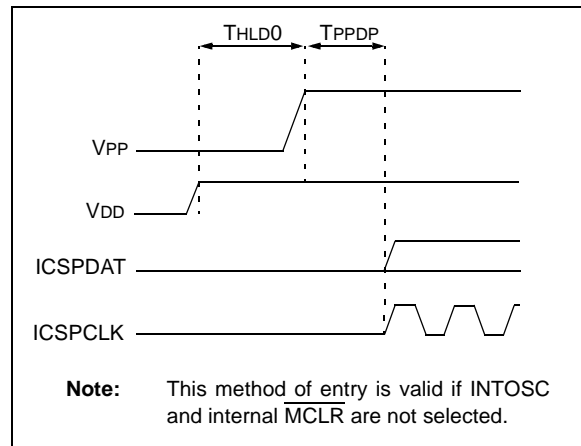 THLD0 TPPDP
VPP
VDD
ICSPDAT
ICSPCLK
Note: This method of entry is valid if INTOSC
and internal MCLR are not selected.